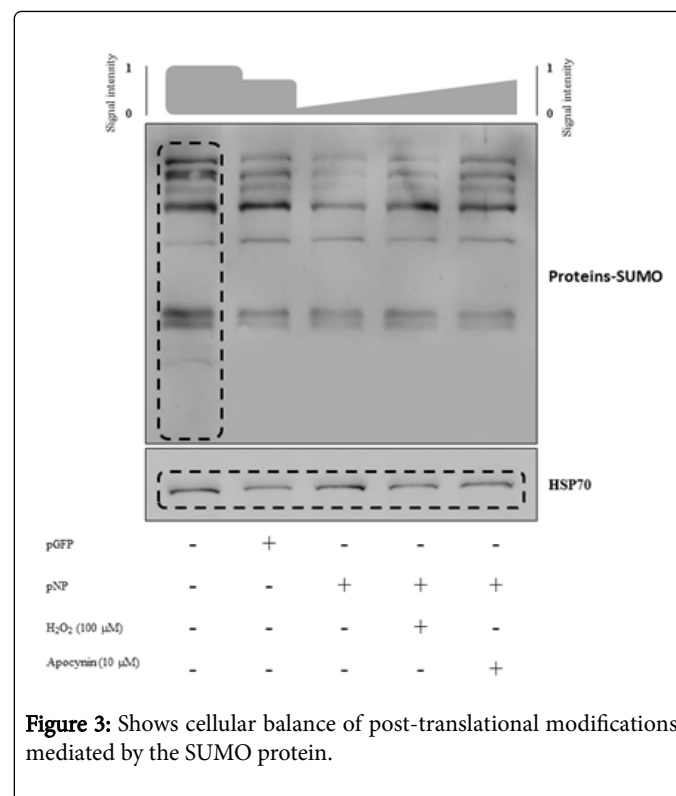 1
Signal intensity
0
1
Signal intensity
0
Proteins-SUMO
HSP70
pGFP - + - - -
pNP - - + + +
H₂O₂ (100 μM) - - - + -
Apocynin (10 μM) - - - - +
Figure 3: Shows cellular balance of post-translational modifications
mediated by the SUMO protein.